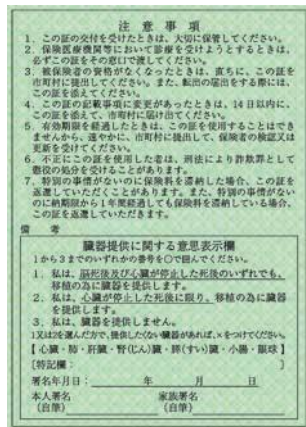 注意事項
1．この証の交付を受けたときは、大切に保管してください。
2．保険医療機関等において診療を受けようとするときは、
必ずこの証をその窓口で渡してください。
3．被保険者の資格がなくなったときは、直ちに、この証を
市町村に提出してください。また、転出の届出をする際には、
この証を添えてください。
4．この証の記載事項に変更があったときは、14日以内に、
この証を添えて、市町村に届け出てください。
5．有効期限を経過したときは、この証を使用することはでき
ませんから、速やかに、市町村に提出して、保険者の検認又は
更新を受けてください。
6．不正にこの証を使用した者は、刑法により詐欺罪として
懲役の処分を受けることがあります。
7．特別の事情がないのに保険料を滞納した場合、この証を
返還していただくことがあります。また、特別の事情がない
のに納期限から1年間経過しても保険料を滞納している場合、
この証を返還していただきます。
備 考
臓器提供に関する意思表示欄
1から3までのいずれかの番号を○で囲んでください。
1．私は、脳死後及び心臓が停止した死後のいずれでも、
移植の為に臓器を提供します。
2．私は、心臓が停止した死後に限り、移植の為に臓器
を提供します。
3．私は、臓器を提供しません。
1又は2を選んだ方で、提供したくない臓器があれば、×をつけてください。
【心臓・肺・肝臓・腎(じん)臓・膵(すい)臓・小腸・眼球】
[特記欄： ]
署名年月日： 年 月 日
本人署名 家族署名
(自筆) (自筆)